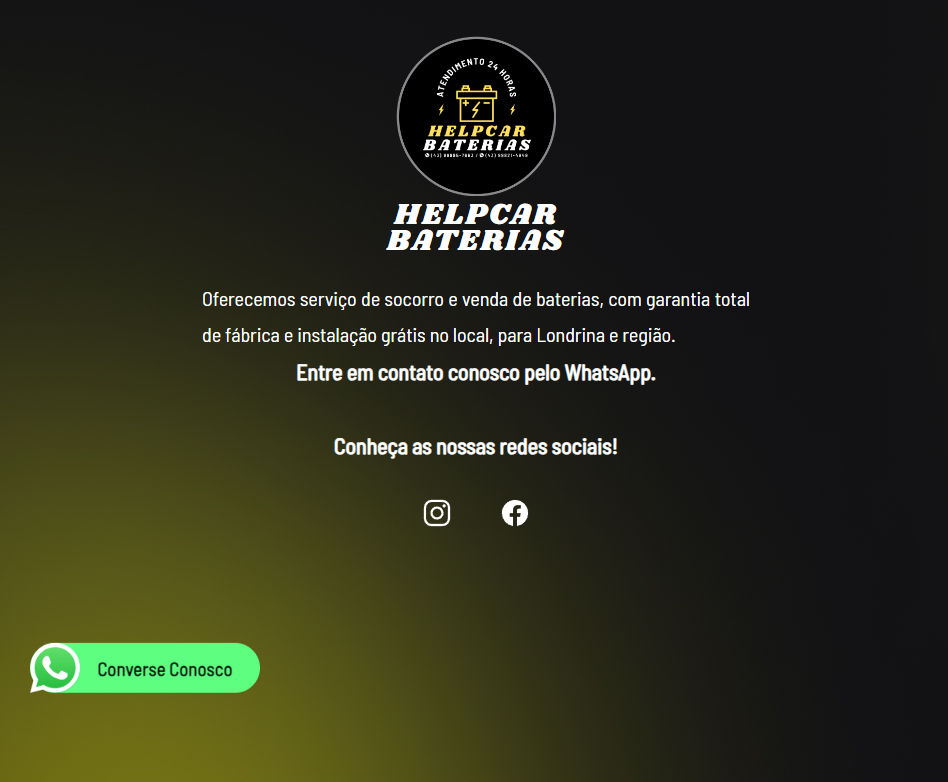 ATENDIMENTO 24 HORAS
HELPCAR
BATERIAS
HELPCAR
BATERIAS
Oferecemos serviço de socorro e venda de baterias, com garantia total
de fábrica e instalação grátis no local, para Londrina e região.
Entre em contato conosco pelo WhatsApp.
Conheça as nossas redes sociais!
Converse Conosco